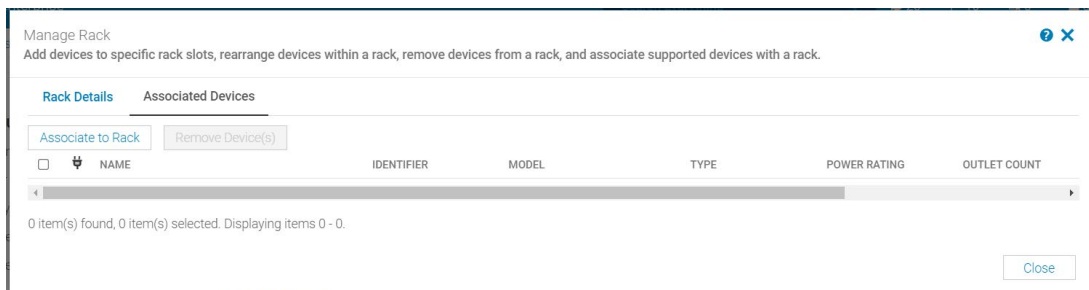 Manage Rack
Add devices to specific rack slots, rearrange devices within a rack, remove devices from a rack, and associate supported devices with a rack.
Rack Details Associated Devices
Associate to Rack Remove Device(s)
NAME IDENTIFIER MODEL TYPE POWER RATING OUTLET COUNT
0 item(s) found, 0 item(s) selected. Displaying items 0 - 0.
Close